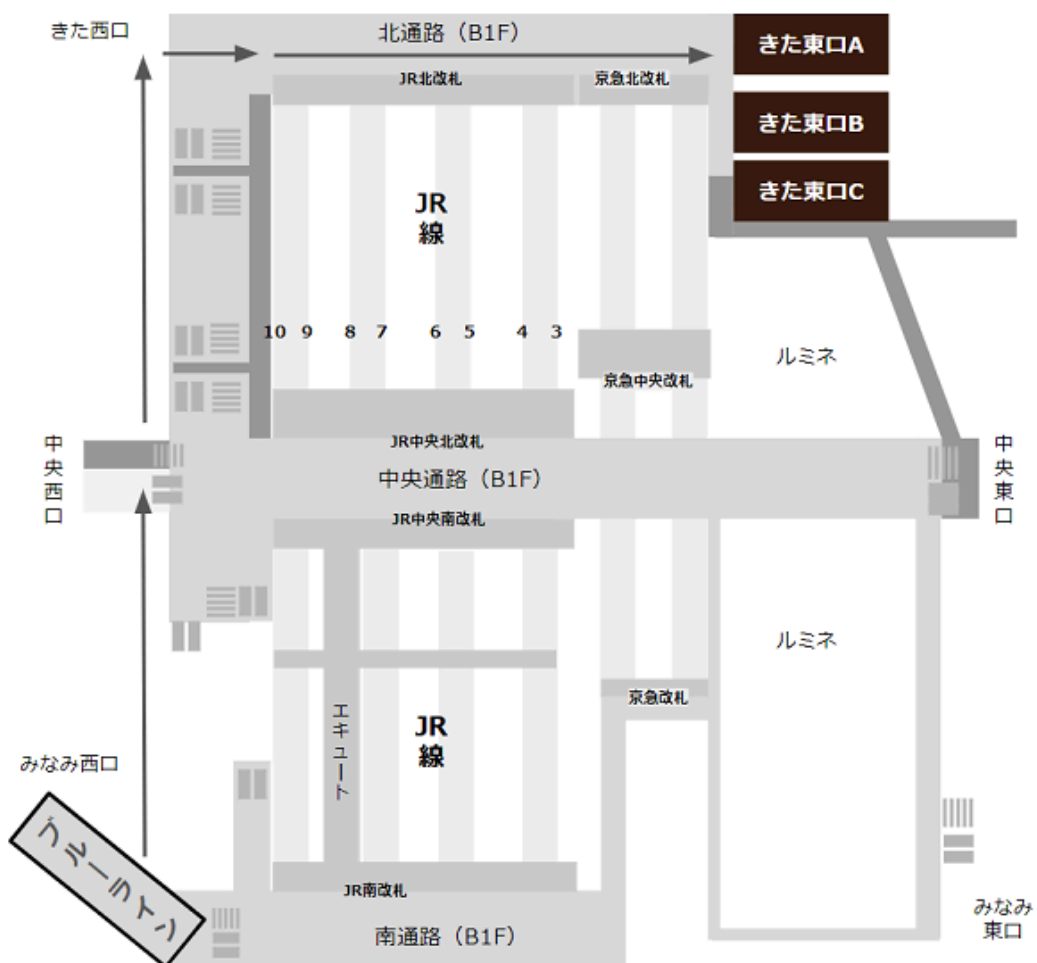 きた西口
北通路（B1F）
きた東口A
JR北改札
京急北改札
きた東口B
きた東口C
JR
線
10 9 8 7 6 5 4 3
京急中央改札
ルミネ
中央西口
JR中央北改札
中央通路（B1F）
JR中央南改札
中央東口
ルミネ
京急改札
エキュート
JR
線
みなみ西口
ブルーライン
JR南改札
南通路（B1F）
みなみ
東口